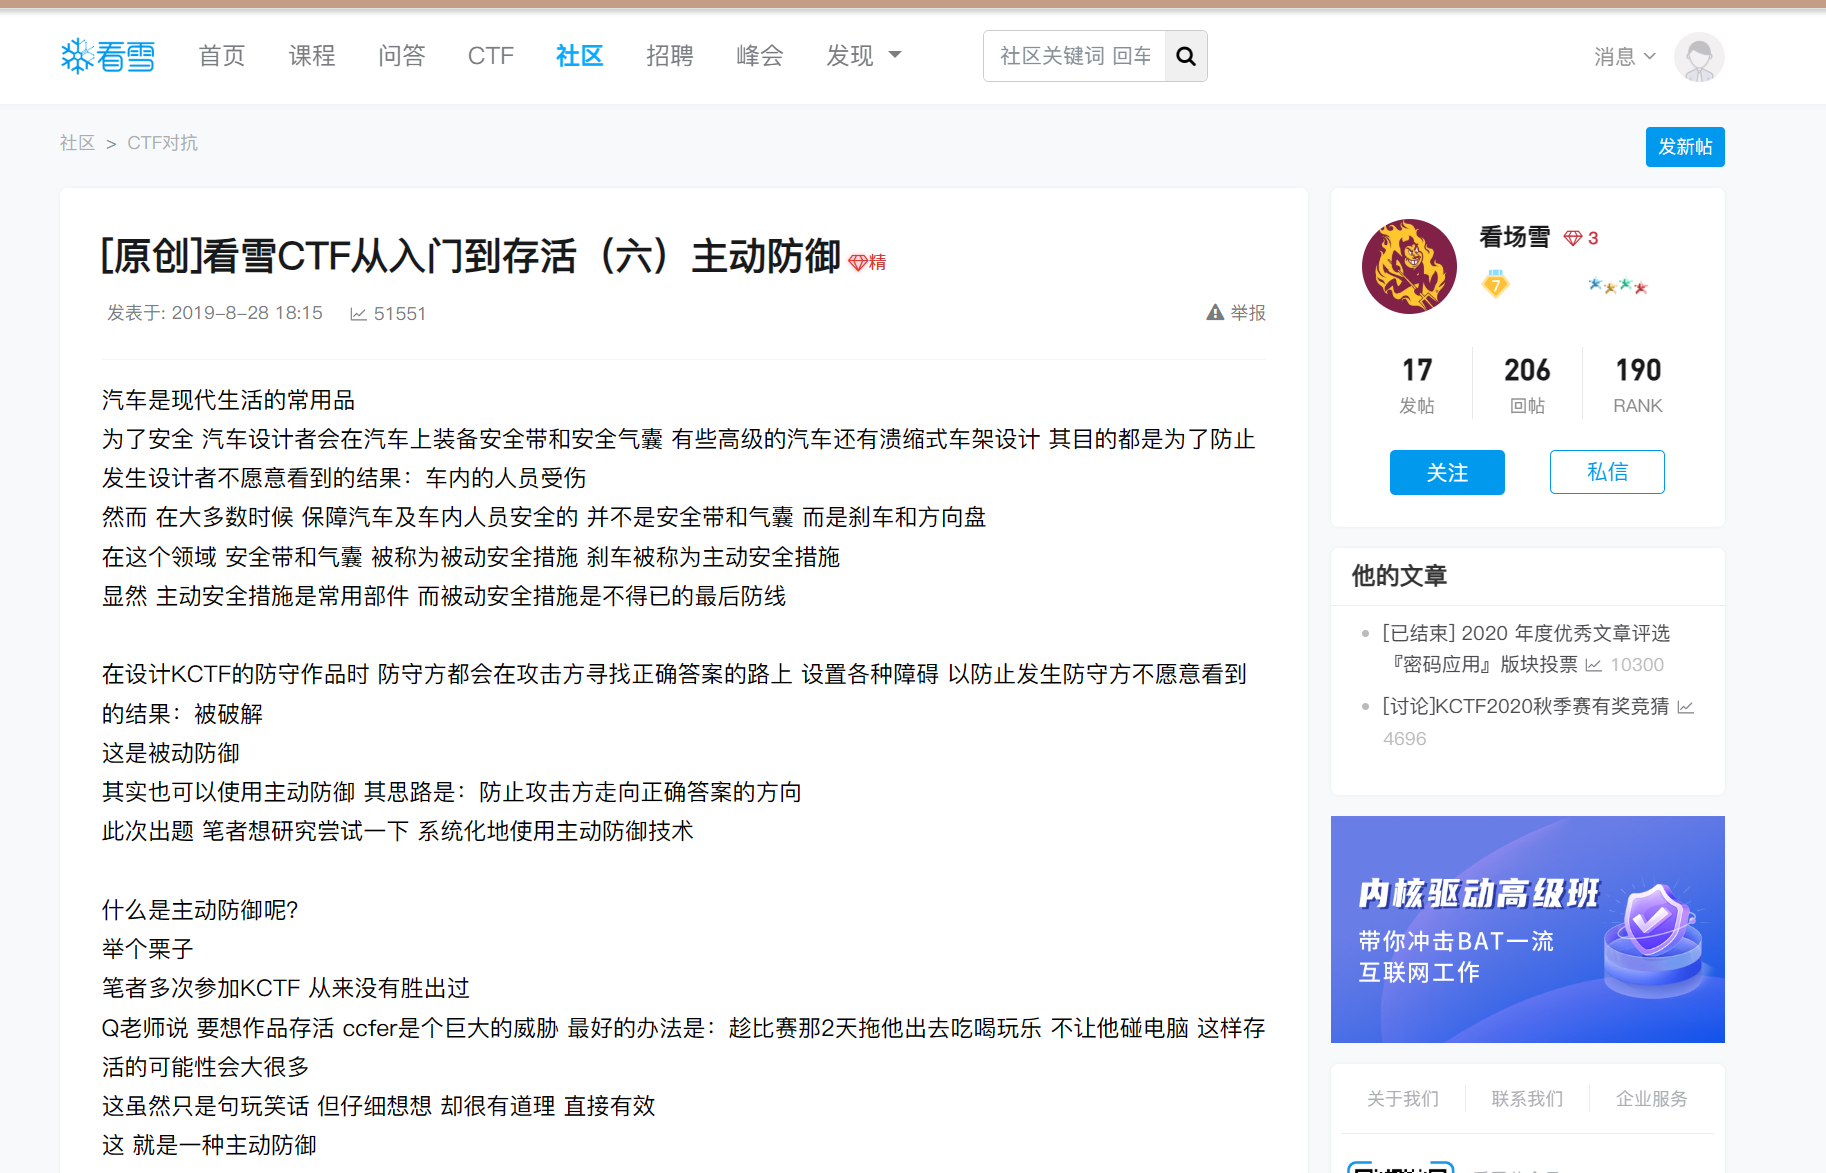 看雪 首页 课程 问答 CTF 社区 招聘 峰会 发现 社区关键词 回车 消息
社区 > CTF对抗 发新帖
[原创]看雪CTF从入门到存活（六）主动防御 精
发表于: 2019-8-28 18:15 51551 举报
汽车是现代生活的常用品
为了安全 汽车设计者会在汽车上装备安全带和安全气囊 有些高级的汽车还有溃缩式车架设计 其目的都是为了防止
发生设计者不愿意看到的结果：车内的人员受伤
然而 在大多数时候 保障汽车及车内人员安全的 并不是安全带和气囊 而是刹车和方向盘
在这个领域 安全带和气囊 被称为被动安全措施 刹车被称为主动安全措施
显然 主动安全措施是常用部件 而被动安全措施是不得已的最后防线
在设计KCTF的防守作品时 防守方都会在攻击方寻找正确答案的路上 设置各种障碍 以防止发生防守方不愿意看到
的结果：被破解
这是被动防御
其实也可以使用主动防御 其思路是：防止攻击方走向正确答案的方向
此次出题 笔者想研究尝试一下 系统化地使用主动防御技术
什么是主动防御呢？
举个栗子
笔者多次参加KCTF 从来没有胜出过
Q老师说 要想作品存活 ccfer是个巨大的威胁 最好的办法是：趁比赛那2天拖他出去吃喝玩乐 不让他碰电脑 这样存
活的可能性会大很多
这虽然只是句玩笑话 但仔细想想 却很有道理 直接有效
这 就是一种主动防御
看场雪 3
7
17 206 190
发帖 回帖 RANK
关注 私信
他的文章
[已结束] 2020 年度优秀文章评选
『密码应用』版块投票 10300
[讨论]KCTF2020秋季赛有奖竞猜
4696
内核驱动高级班
带你冲击BAT一流
互联网工作
关于我们 联系我们 企业服务